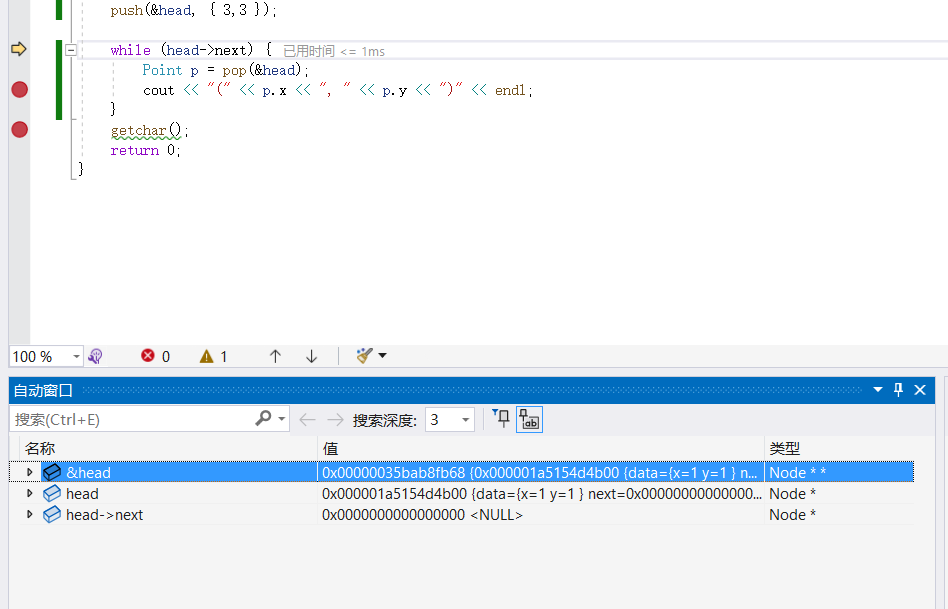 push(&head, { 3,3 });
while (head->next) { 已用时间 <= 1ms
Point p = pop(&head);
cout << "(" << p.x << ", " << p.y << ")" << endl;
}
getchar();
return 0;
}
100 % 0 1
自动窗口
搜索(Ctrl+E) 搜索深度: 3 ab
名称 值 类型
&head 0x00000035bab8fb68 {0x000001a5154d4b00 {data={x=1 y=1 } n... Node * *
head 0x000001a5154d4b00 {data={x=1 y=1 } next=0x00000000000000... Node *
head->next 0x0000000000000000 <NULL> Node *